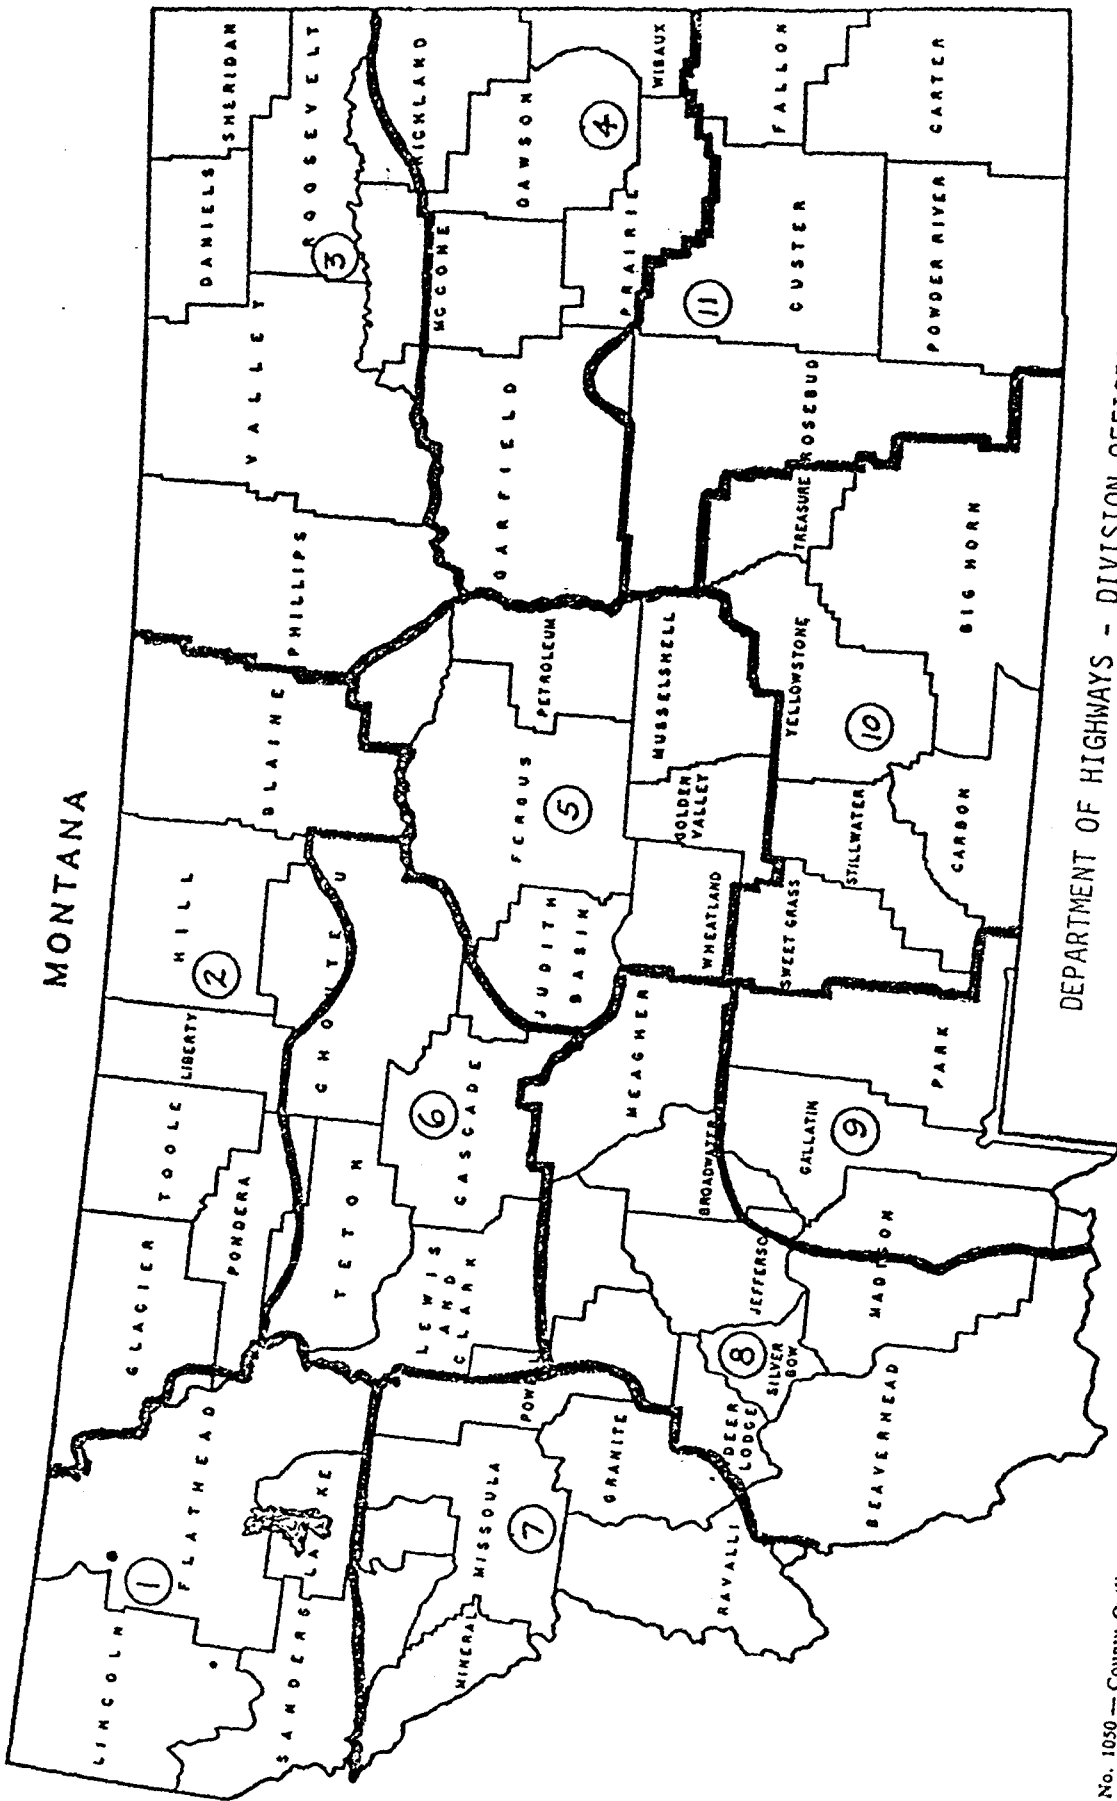 MONTANA
LINCOLN
FLATHEAD
GLACIER
TOOLE
LIBERTY
HILL
BLAINE
PHILLIPS
VALLEY
DANIELS
SHERIDAN
ROOSEVELT
1
2
3
SANDERS
LAKE
PONDERA
TETON
CHOUTEAU
RICHLAND
MCCONE
DAWSON
4
WIBAUX
MINERAL
MISSOULA
7
POWELL
LEWIS
AND
CLARK
CASCADE
6
JUDITH
BASIN
FERGUS
5
PETROLEUM
GARFIELD
PRAIRIE
GRANITE
RAVALLI
DEER
LODGE
8
SILVER
BOW
JEFFERSON
BROADWATER
MEAGHER
WHEATLAND
GOLDEN
VALLEY
MUSSELSHELL
TREASURE
ROSEBUD
11
CUSTER
FALLON
BEAVERHEAD
MADISON
GALLATIN
9
PARK
SWEET GRASS
STILLWATER
YELLOWSTONE
10
CARBON
BIG HORN
POWDER RIVER
CARTER
DEPARTMENT OF HIGHWAYS - DIVISION
No. 1050 — County